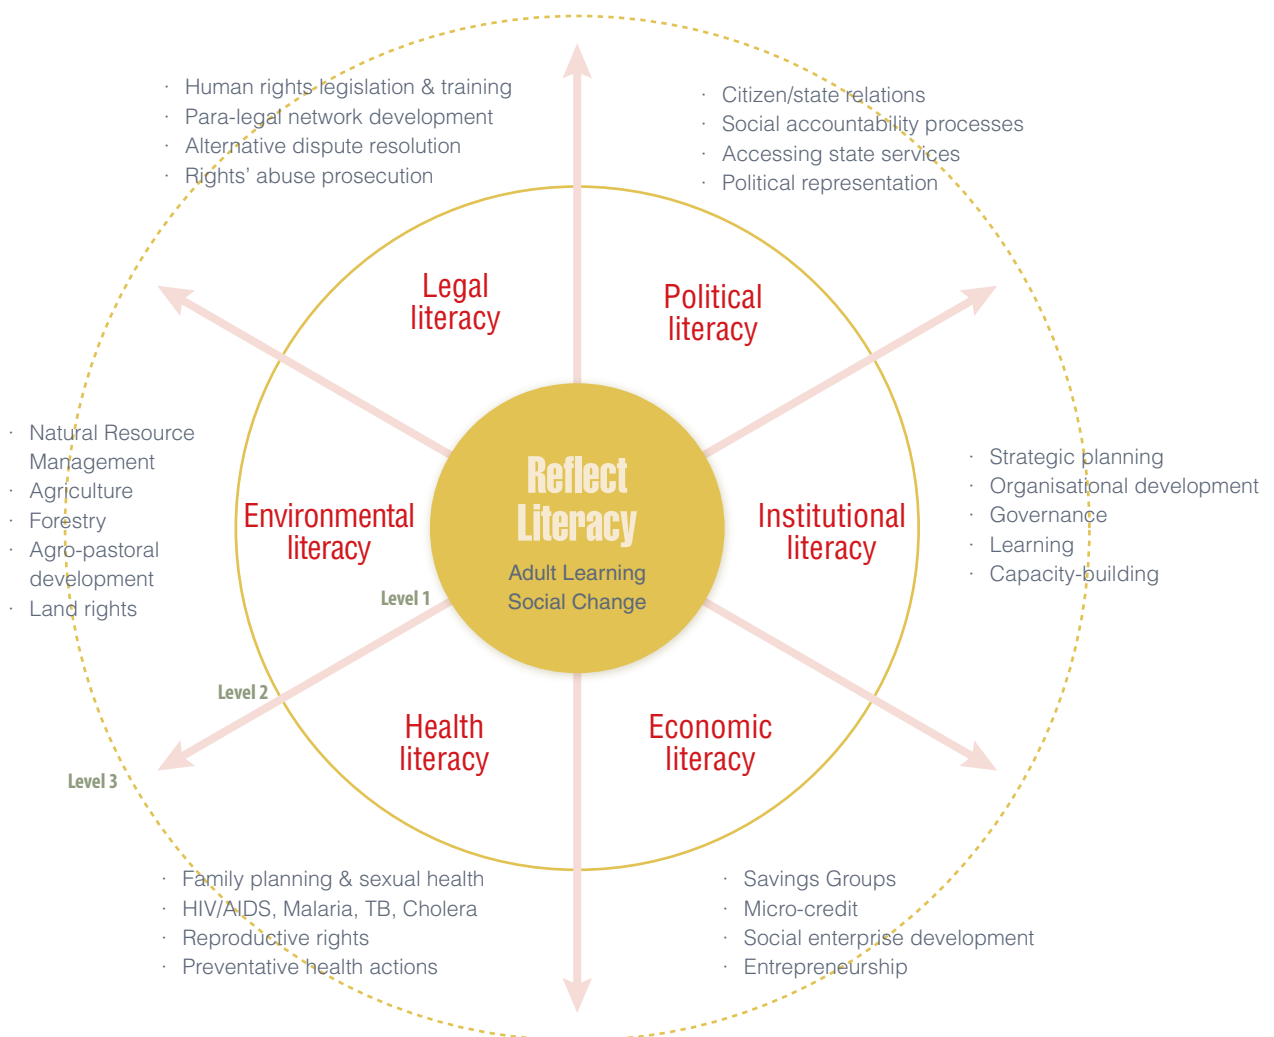 · Human rights legislation & training
· Para-legal network development
· Alternative dispute resolution
· Rights’ abuse prosecution
· Citizen/state relations
· Social accountability processes
· Accessing state services
· Political representation
Legal
literacy
Political
literacy
· Natural Resource
Management
· Agriculture
· Forestry
· Agro-pastoral
development
· Land rights
Environmental
literacy
Reflect
Literacy
Adult Learning
Social Change
Institutional
literacy
· Strategic planning
· Organisational development
· Governance
· Learning
· Capacity-building
Level 1
Level 2
Level 3
Health
literacy
Economic
literacy
· Family planning & sexual health
· HIV/AIDS, Malaria, TB, Cholera
· Reproductive rights
· Preventative health actions
· Savings Groups
· Micro-credit
· Social enterprise development
· Entrepreneurship